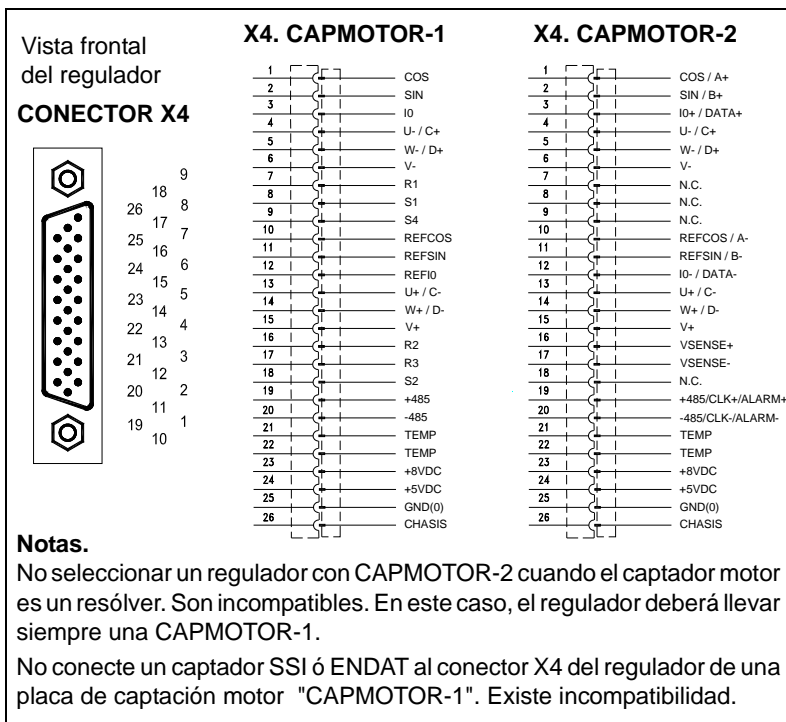 Vista frontal
del regulador
CONECTOR X4
9
18
26 8
17
25 7
16
24 6
15
23 5
14
22 4
13
21 3
12
20 2
11
19 1
10
X4. CAPMOTOR-1
1 COS
2 SIN
3 I0
4 U- / C+
5 W- / D+
6 V-
7 R1
8 S1
9 S4
10 REFCOS
11 REFSIN
12 REFI0
13 U+ / C-
14 W+ / D-
15 V+
16 R2
17 R3
18 S2
19 +485
20 -485
21 TEMP
22 TEMP
23 +8VDC
24 +5VDC
25 GND(0)
26 CHASIS
X4. CAPMOTOR-2
1 COS / A+
2 SIN / B+
3 I0+ / DATA+
4 U- / C+
5 W- / D+
6 V-
7 N.C.
8 N.C.
9 N.C.
10 REFCOS / A-
11 REFSIN / B-
12 I0- / DATA-
13 U+ / C-
14 W+ / D-
15 V+
16 VSENSE+
17 VSENSE-
18 N.C.
19 +485/CLK+/ALARM+
20 -485/CLK-/ALARM-
21 TEMP
22 TEMP
23 +8VDC
24 +5VDC
25 GND(0)
26 CHASIS
Notas.
No seleccionar un regulador con CAPMOTOR-2 cuando el captador motor
es un resólver. Son incompatibles. En este caso, el regulador deberá llevar
siempre una CAPMOTOR-1.
No conecte un captador SSI ó ENDAT al conector X4 del regulador de una
placa de captación motor "CAPMOTOR-1". Existe incompatibilidad.